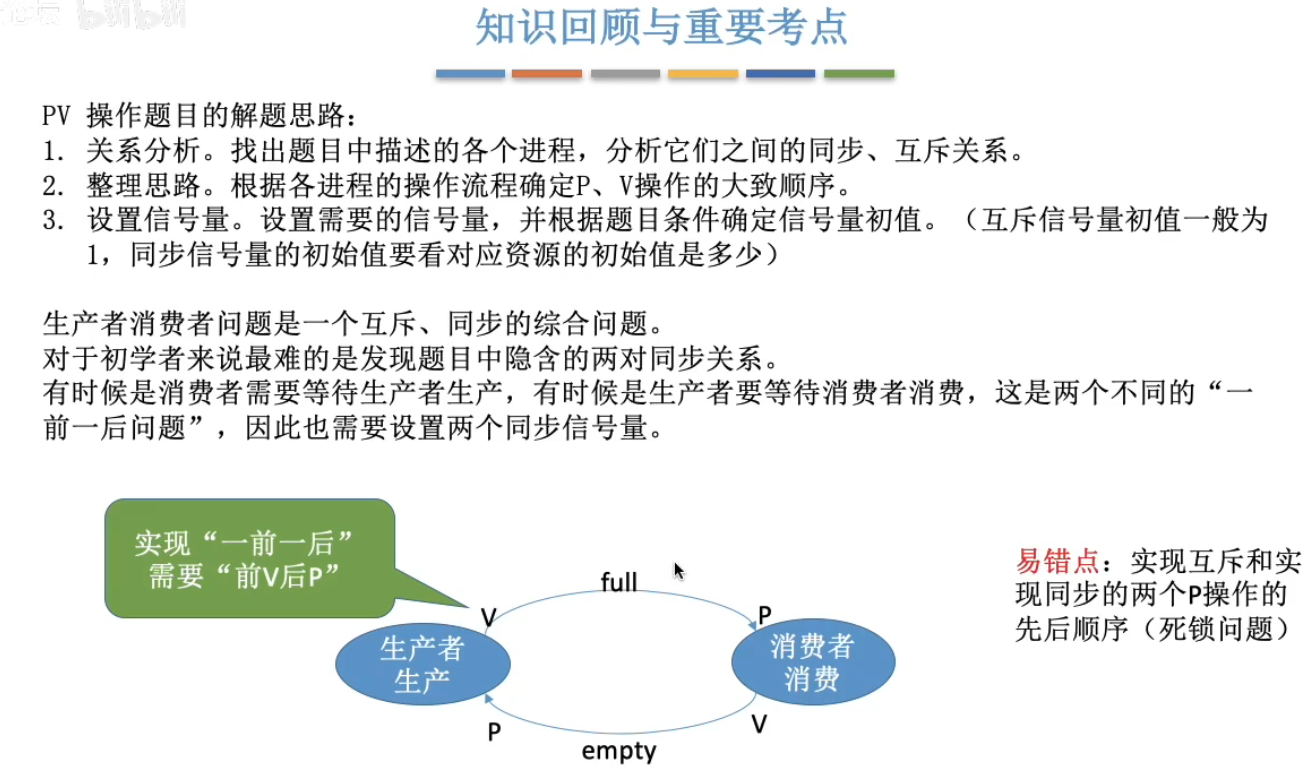 bilibili
知识回顾与重要考点
PV 操作题目的解题思路：
1. 关系分析。找出题目中描述的各个进程，分析它们之间的同步、互斥关系。
2. 整理思路。根据各进程的操作流程确定P、V操作的大致顺序。
3. 设置信号量。设置需要的信号量，并根据题目条件确定信号量初值。（互斥信号量初值一般为
1，同步信号量的初始值要看对应资源的初始值是多少）
生产者消费者问题是一个互斥、同步的综合问题。
对于初学者来说最难的是发现题目中隐含的两对同步关系。
有时候是消费者需要等待生产者生产，有时候是生产者要等待消费者消费，这是两个不同的“一
前一后问题”，因此也需要设置两个同步信号量。
实现“一前一后”
需要“前V后P”
full
V
P
生产者
生产
消费者
消费
P
V
empty
易错点：实现互斥和实
现同步的两个P操作的
先后顺序（死锁问题）